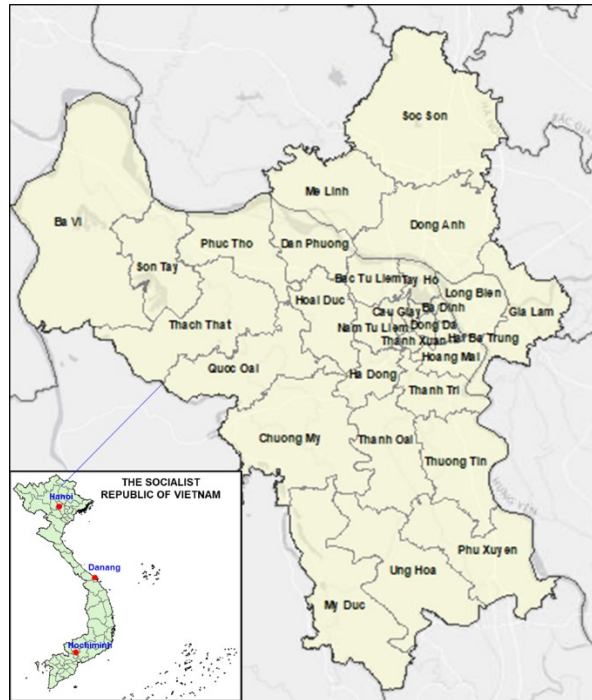 Soc Son
Me Linh
Ba Vi
Dong Anh
Phuc Tho
Dan Phuong
Son Tay
Bac Tu Liem
Tay Ho
Long Bien
Hoai Duc
Cau Giay
Ba Dinh
Gia Lam
Thach That
Nam Tu Liem
Dong Da
Thanh Xuan
Hai Ba Trung
Hoang Mai
Quoc Oai
Ha Dong
Thanh Tri
Chuong My
Thanh Oai
Thuong Tin
HUNG YEN
Phu Xuyen
Ung Hoa
My Duc
THE SOCIALIST
REPUBLIC OF VIETNAM
Hanoi
Danang
Hochiminh